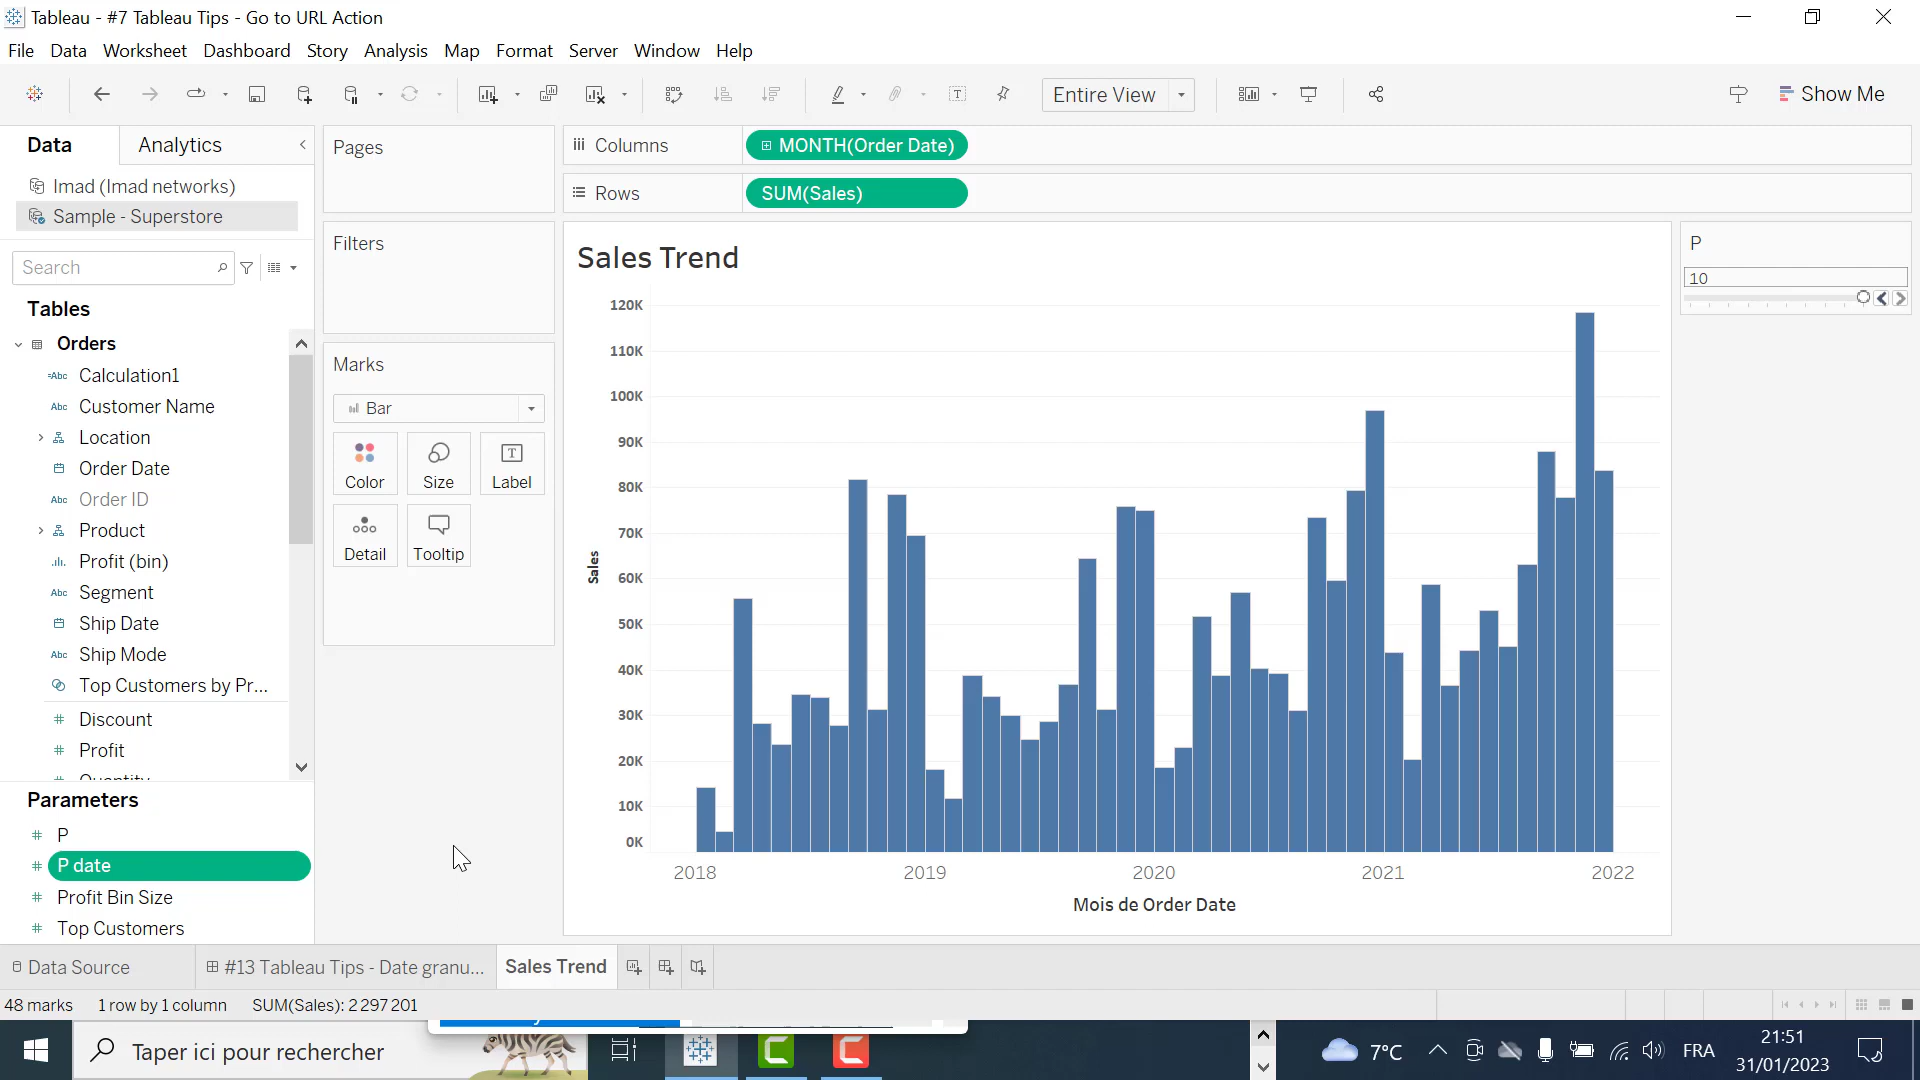 Tableau - #7 Tableau Tips - Go to URL Action
File Data Worksheet Dashboard Story Analysis Map Format Server Window Help
Entire View
Show Me
Data
Analytics
Imad (Imad networks)
Sample - Superstore
Search
Tables
Orders
=Abc Calculation1
Abc Customer Name
Location
Order Date
Abc Order ID
Product
Profit (bin)
Abc Segment
Ship Date
Abc Ship Mode
Top Customers by Pr...
# Discount
# Profit
# Quantity
Parameters
# P
# P date
# Profit Bin Size
# Top Customers
Pages
Filters
Marks
Bar
Color
Size
Label
Detail
Tooltip
Columns
MONTH(Order Date)
Rows
SUM(Sales)
Sales Trend
120K
110K
100K
90K
80K
70K
60K
50K
40K
30K
20K
10K
0K
Sales
2018
2019
2020
2021
2022
Mois de Order Date
P
10
Data Source
#13 Tableau Tips - Date granu...
Sales Trend
48 marks
1 row by 1 column
SUM(Sales): 2 297 201
Taper ici pour rechercher
7°C
FRA
21:51
31/01/2023